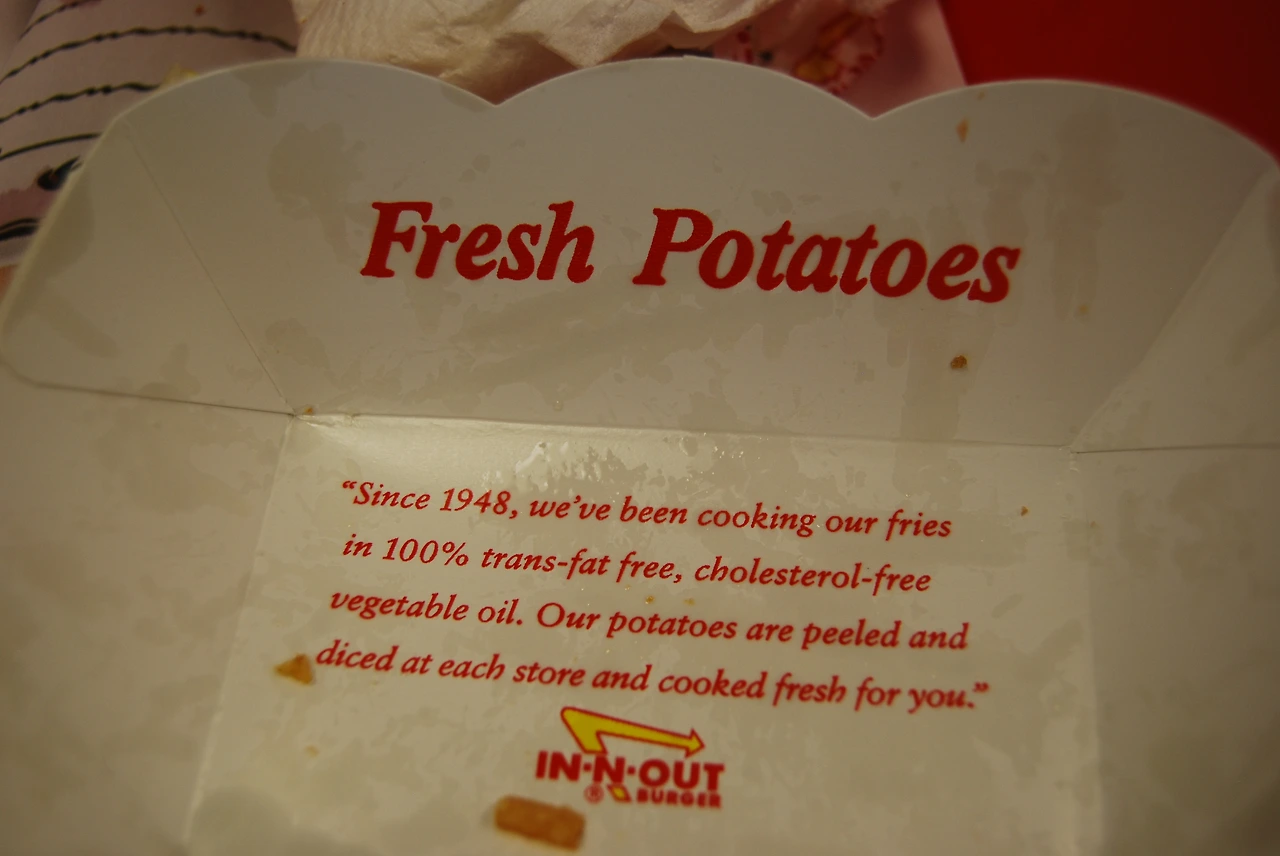 Fresh Potatoes
“Since 1948, we’ve been cooking our fries
in 100% trans-fat free, cholesterol-free
vegetable oil. Our potatoes are peeled and
diced at each store and cooked fresh for you.”
IN·N·OUT
® BURGER